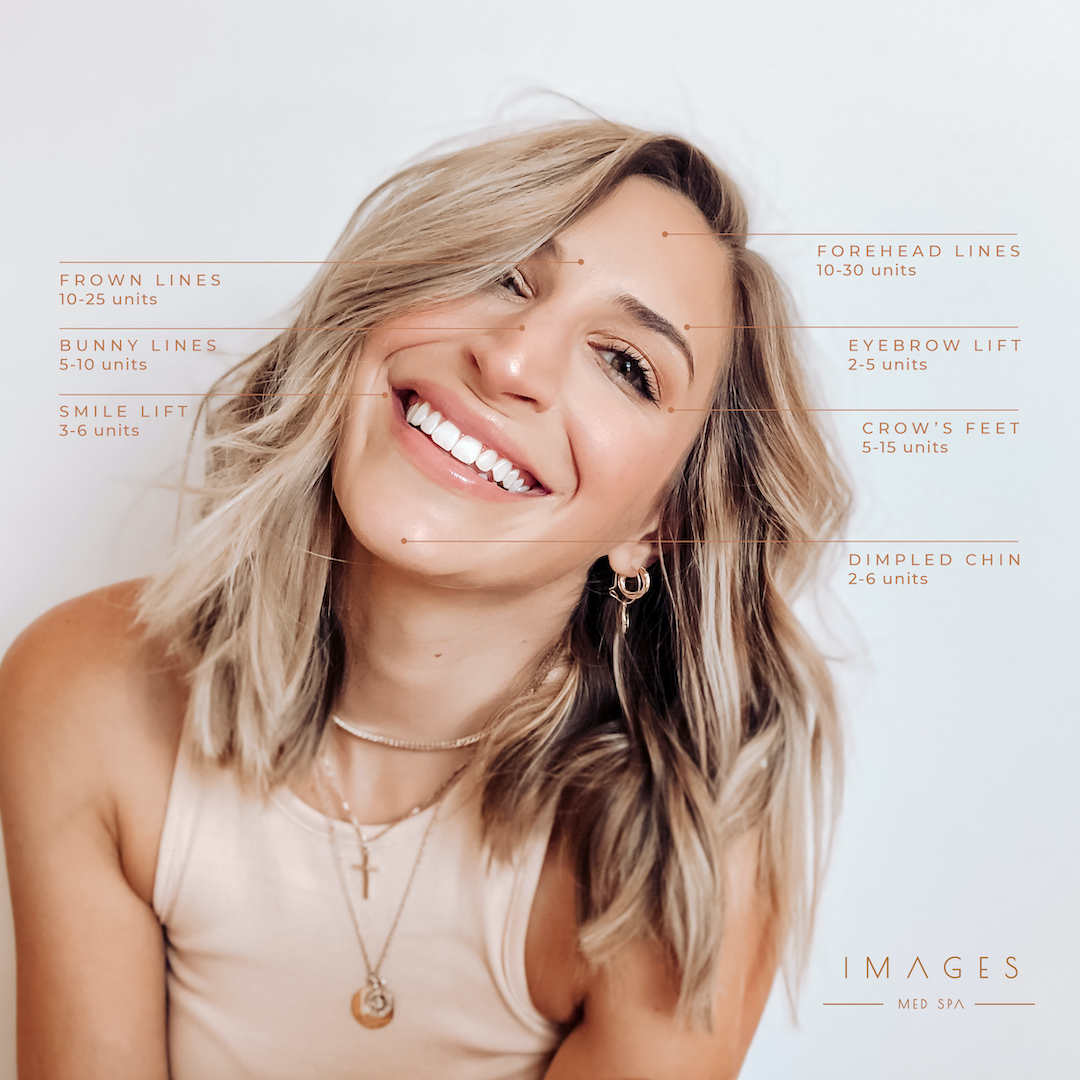 FROWN LINES
10-25 units
BUNNY LINES
5-10 units
SMILE LIFT
3-6 units
FOREHEAD LINES
10-30 units
EYEBROW LIFT
2-5 units
CROW'S FEET
5-15 units
DIMPLED CHIN
2-6 units
IMAGES
MED SPA